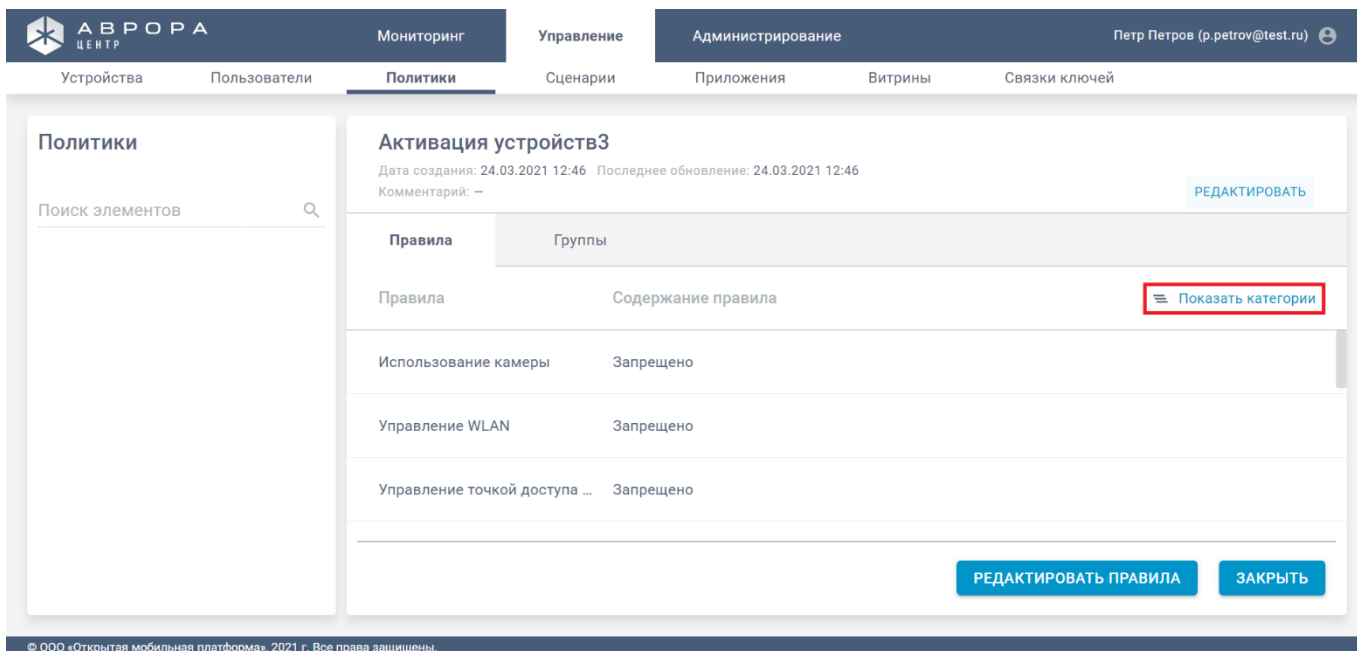 АВРОРА
ЦЕНТР
Мониторинг Управление Администрирование Петр Петров (p.petrov@test.ru)
Устройства Пользователи Политики Сценарии Приложения Витрины Связки ключей
Политики
Поиск элементов
Активация устройств3
Дата создания: 24.03.2021 12:46 Последнее обновление: 24.03.2021 12:46
Комментарий: —
РЕДАКТИРОВАТЬ
Правила Группы
Правила Содержание правила Показать категории
Использование камеры Запрещено
Управление WLAN Запрещено
Управление точкой доступа ... Запрещено
РЕДАКТИРОВАТЬ ПРАВИЛА ЗАКРЫТЬ
© ООО «Открытая мобильная платформа», 2021 г. Все права защищены.